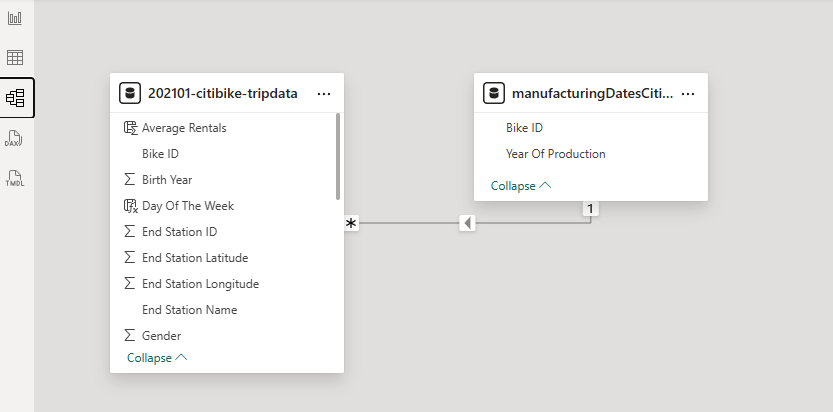 202101-citibike-tripdata
...
Average Rentals
Bike ID
Σ Birth Year
Day Of The Week
Σ End Station ID
Σ End Station Latitude
Σ End Station Longitude
End Station Name
Σ Gender
Collapse
manufacturingDatesCiti...
...
Bike ID
Year Of Production
Collapse
*
1
DAX
TMDL